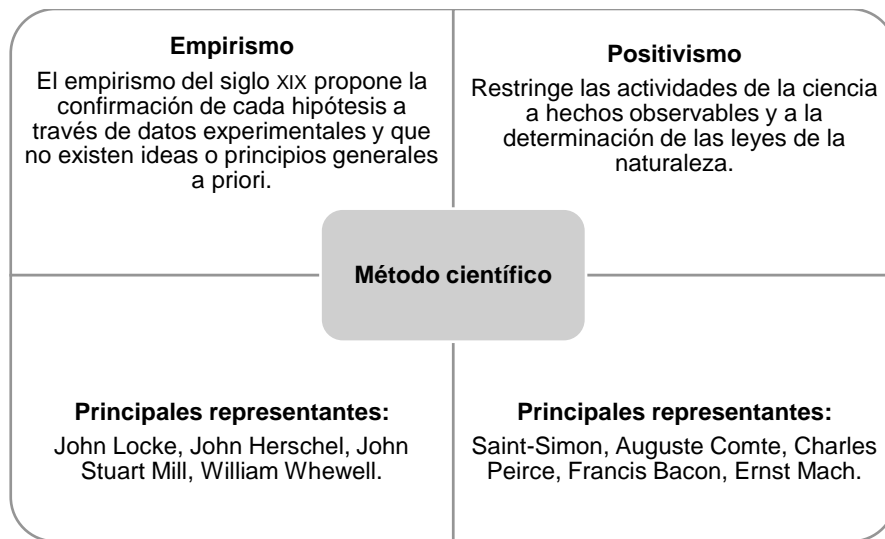 Empirismo
El empirismo del siglo XIX propone la
confirmación de cada hipótesis a
través de datos experimentales y que
no existen ideas o principios generales
a priori.
Positivismo
Restringe las actividades de la ciencia
a hechos observables y a la
determinación de las leyes de la
naturaleza.
Método científico
Principales representantes:
John Locke, John Herschel, John
Stuart Mill, William Whewell.
Principales representantes:
Saint-Simon, Auguste Comte, Charles
Peirce, Francis Bacon, Ernst Mach.